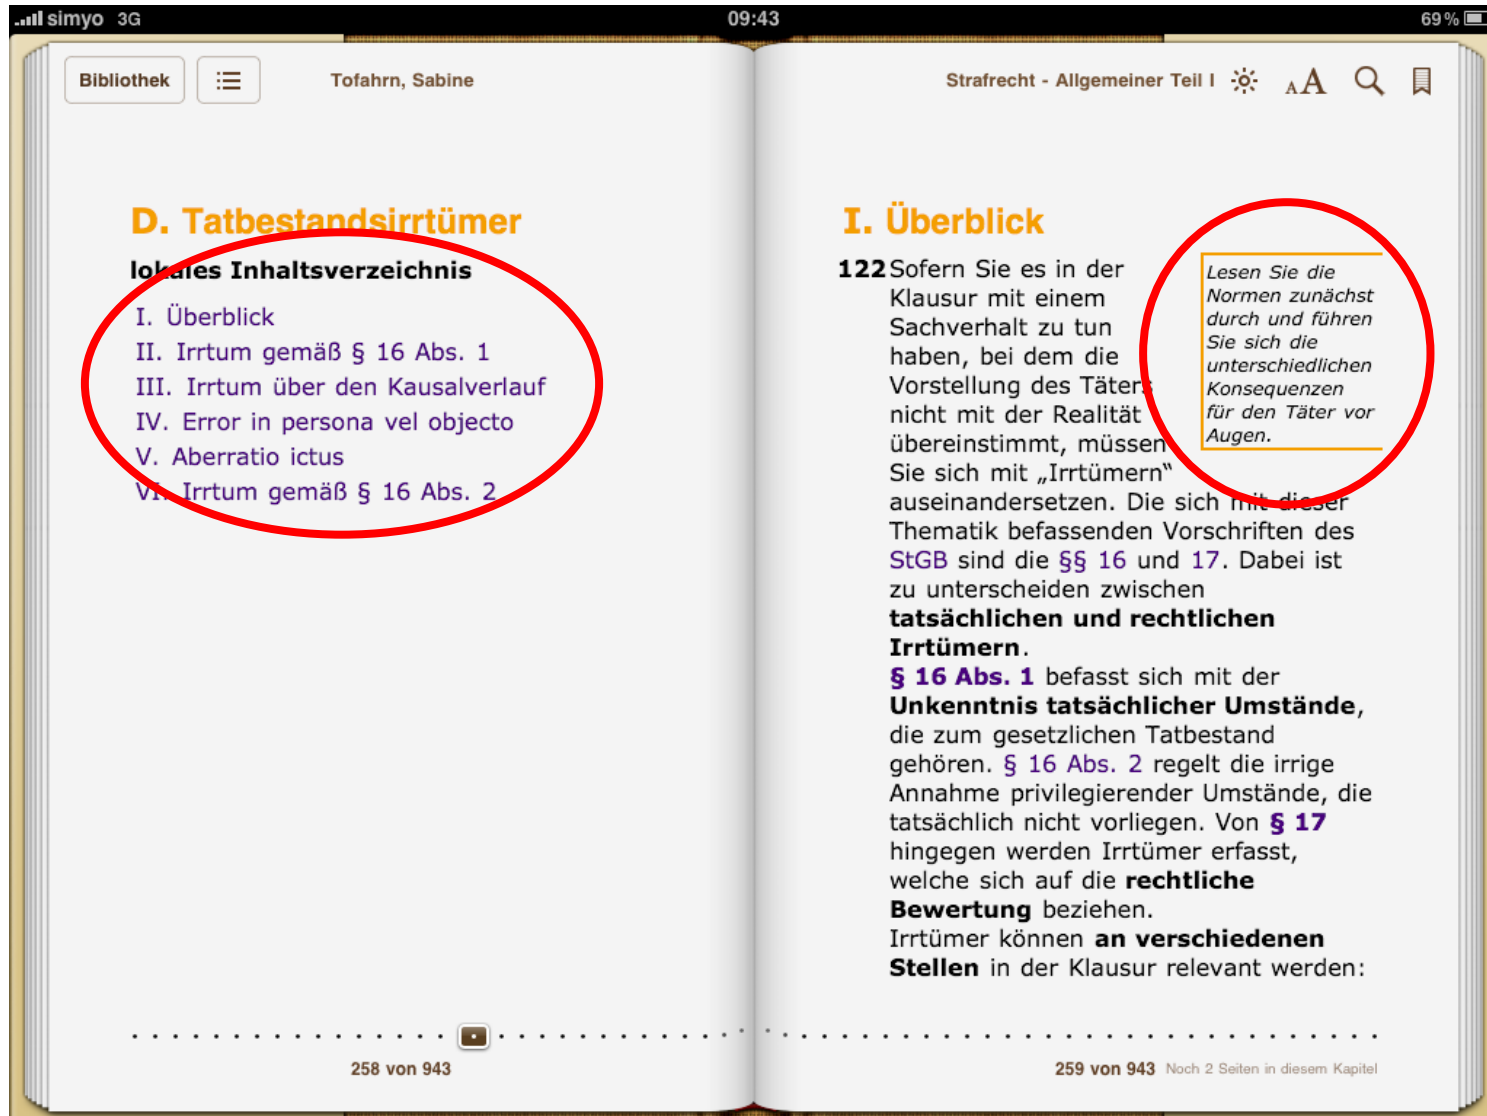 simyo 3G 09:43 69 %
Bibliothek Tofahrn, Sabine Strafrecht - Allgemeiner Teil I AA
D. Tatbestandsirrtümer
lokales Inhaltsverzeichnis
I. Überblick
II. Irrtum gemäß § 16 Abs. 1
III. Irrtum über den Kausalverlauf
IV. Error in persona vel objecto
V. Aberratio ictus
VI. Irrtum gemäß § 16 Abs. 2
258 von 943
I. Überblick
122 Sofern Sie es in der
Klausur mit einem
Sachverhalt zu tun
haben, bei dem die
Vorstellung des Täters
nicht mit der Realität
übereinstimmt, müssen
Sie sich mit „Irrtümern“
Lesen Sie die
Normen zunächst
durch und führen
Sie sich die
unterschiedlichen
Konsequenzen
für den Täter vor
Augen.
auseinandersetzen. Die sich mit dieser
Thematik befassenden Vorschriften des
StGB sind die §§ 16 und 17. Dabei ist
zu unterscheiden zwischen
tatsächlichen und rechtlichen
Irrtümern.
§ 16 Abs. 1 befasst sich mit der
Unkenntnis tatsächlicher Umstände,
die zum gesetzlichen Tatbestand
gehören. § 16 Abs. 2 regelt die irrige
Annahme privilegierender Umstände, die
tatsächlich nicht vorliegen. Von § 17
hingegen werden Irrtümer erfasst,
welche sich auf die rechtliche
Bewertung beziehen.
Irrtümer können an verschiedenen
Stellen in der Klausur relevant werden:
259 von 943 Noch 2 Seiten in diesem Kapitel